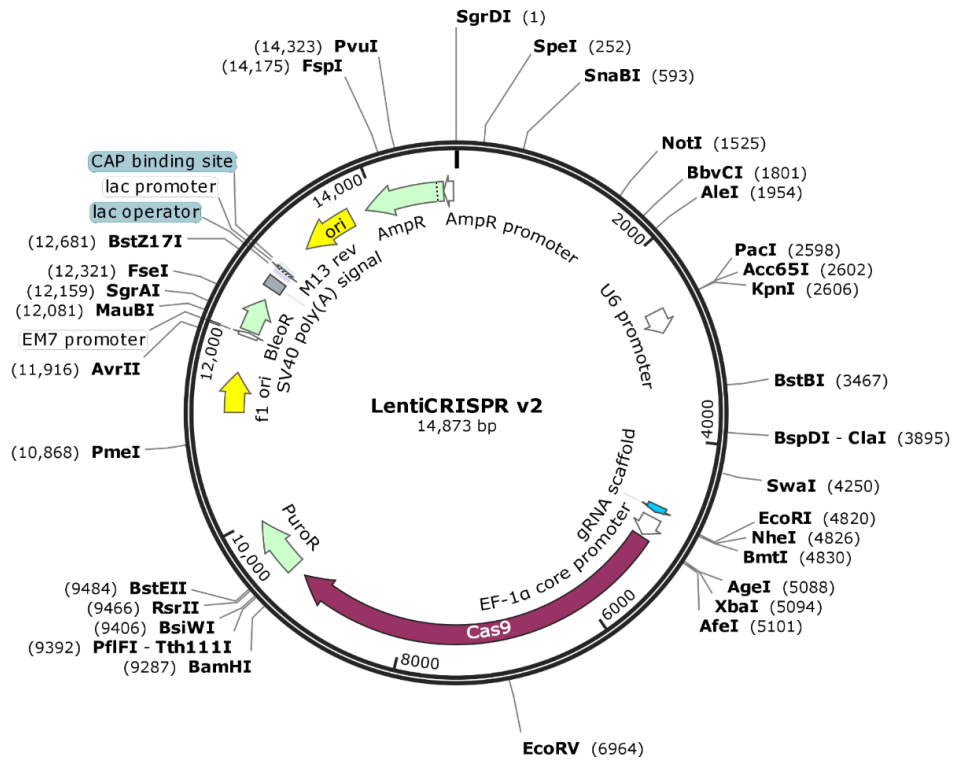 SgrDI (1)
SpeI (252)
SnaBI (593)
NotI (1525)
BbvCI (1801)
AleI (1954)
PacI (2598)
Acc65I (2602)
KpnI (2606)
BstBI (3467)
BspDI - ClaI (3895)
SwaI (4250)
EcoRI (4820)
NheI (4826)
BmtI (4830)
AgeI (5088)
XbaI (5094)
AfeI (5101)
EcoRV (6964)
(9287) BamHI
(9392) PflFI - Tth111I
(9406) BsiWI
(9466) RsrII
(9484) BstEII
(10,868) PmeI
(11,916) AvrII
EM7 promoter
(12,081) MauBI
(12,159) SgrAI
(12,321) FseI
(12,681) BstZ17I
lac operator
lac promoter
CAP binding site
(14,175) FspI
(14,323) PvuI
2000
4000
6000
8000
10,000
12,000
14,000
AmpR promoter
U6 promoter
gRNA scaffold
EF-1α core promoter
Cas9
PuroR
f1 ori
BleoR
SV40 poly(A) signal
M13 rev
ori
AmpR
LentiCRISPR v2
14,873 bp